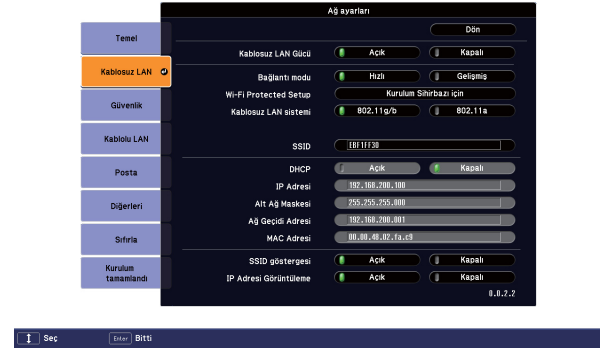 Ağ ayarları
Dön
Temel
Kablosuz LAN
Güvenlik
Kablolu LAN
Posta
Diğerleri
Sıfırla
Kurulum
tamamlandı
Kablosuz LAN Gücü Açık Kapalı
Bağlantı modu Hızlı Gelişmiş
Wi-Fi Protected Setup Kurulum Sihirbazı için
Kablosuz LAN sistemi 802.11g/b 802.11a
SSID EBF1FF30
DHCP Açık Kapalı
IP Adresi 192.168.200.100
Alt Ağ Maskesi 255.255.255.000
Ağ Geçidi Adresi 192.168.200.001
MAC Adresi 00.00.48.02.fa.c9
SSID göstergesi Açık Kapalı
IP Adresi Görüntüleme Açık Kapalı
0.0.2.2
Seç Enter Bitti